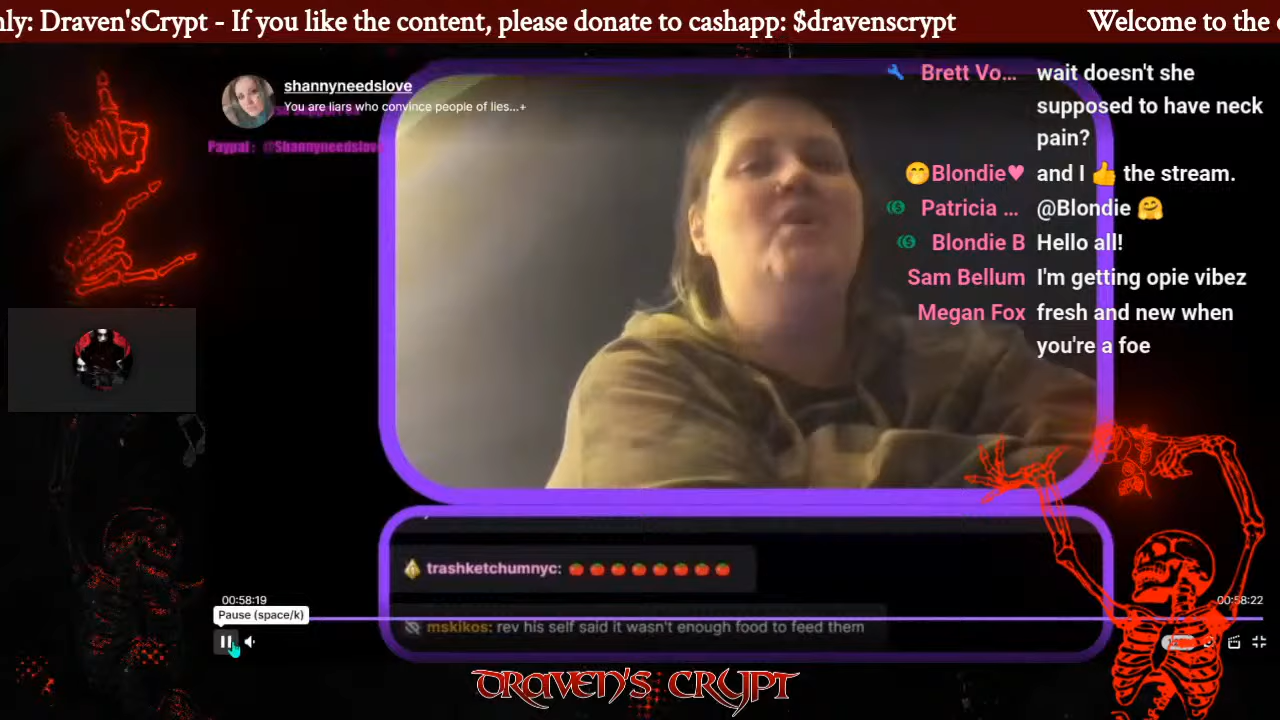 nly: Draven'sCrypt - If you like the content, please donate to cashapp: $dravenscrypt
Welcome to the
shannyneedslove
You are liars who convince people of lies...+
Paypal : @Shannyneedslove
Brett Vo... wait doesn't she
supposed to have neck
pain?
🤭Blondie♥ and I 👍 the stream.
Patricia ... @Blondie 🤗
Blondie B Hello all!
Sam Bellum I'm getting opie vibez
Megan Fox fresh and new when
you're a foe
trashketchumnyc: 🍅🍅🍅🍅🍅🍅🍅🍅
mskikos: rev his self said it wasn't enough food to feed them
00:58:19
00:58:22
Pause (space/k)
DRAVEN'S CRYPT